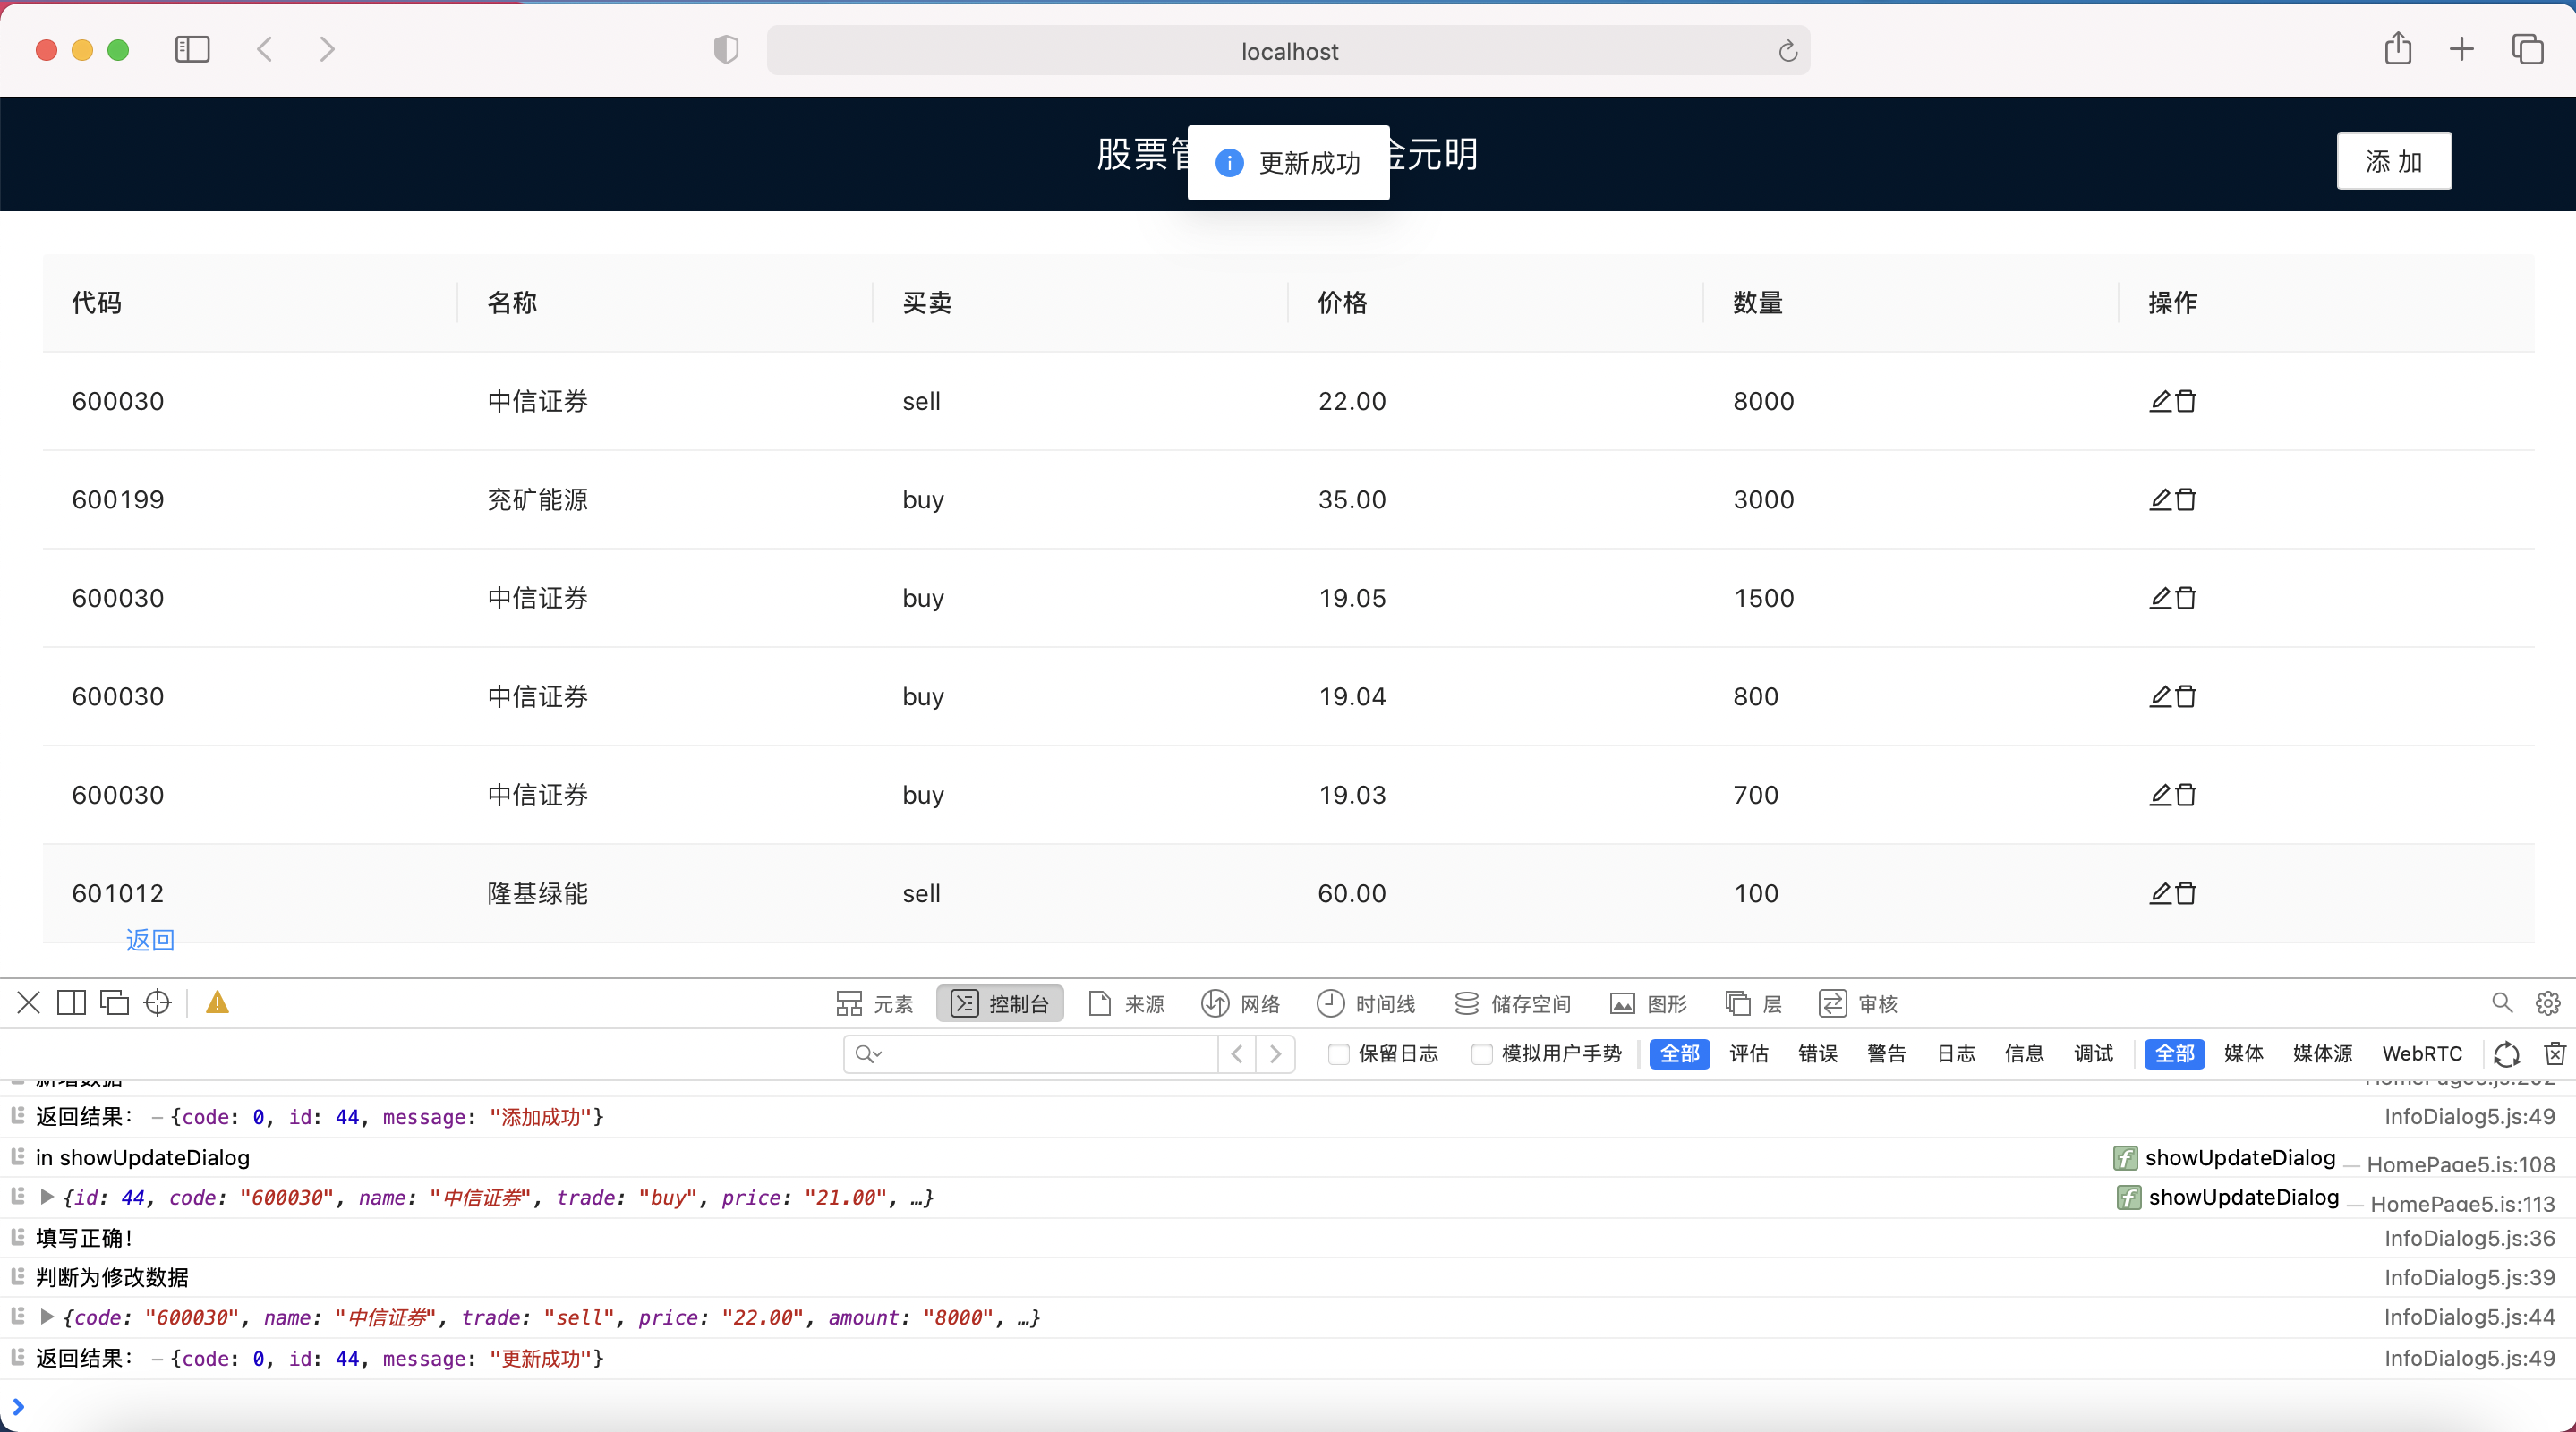 localhost
股票管
金元明
更新成功
添 加
代码 名称 买卖 价格 数量 操作
600030 中信证券 sell 22.00 8000
600199 兖矿能源 buy 35.00 3000
600030 中信证券 buy 19.05 1500
600030 中信证券 buy 19.04 800
600030 中信证券 buy 19.03 700
601012 隆基绿能 sell 60.00 100
返回
元素 控制台 来源 网络 时间线 储存空间 图形 层 审核
保留日志 模拟用户手势 全部 评估 错误 警告 日志 信息 调试 全部 媒体 媒体源 WebRTC
新增数据 HomePage5.js:202
返回结果： – {code: 0, id: 44, message: "添加成功"} InfoDialog5.js:49
in showUpdateDialog f showUpdateDialog — HomePage5.js:108
{id: 44, code: "600030", name: "中信证券", trade: "buy", price: "21.00", …} f showUpdateDialog — HomePage5.js:113
填写正确！ InfoDialog5.js:36
判断为修改数据 InfoDialog5.js:39
{code: "600030", name: "中信证券", trade: "sell", price: "22.00", amount: "8000", …} InfoDialog5.js:44
返回结果： – {code: 0, id: 44, message: "更新成功"} InfoDialog5.js:49